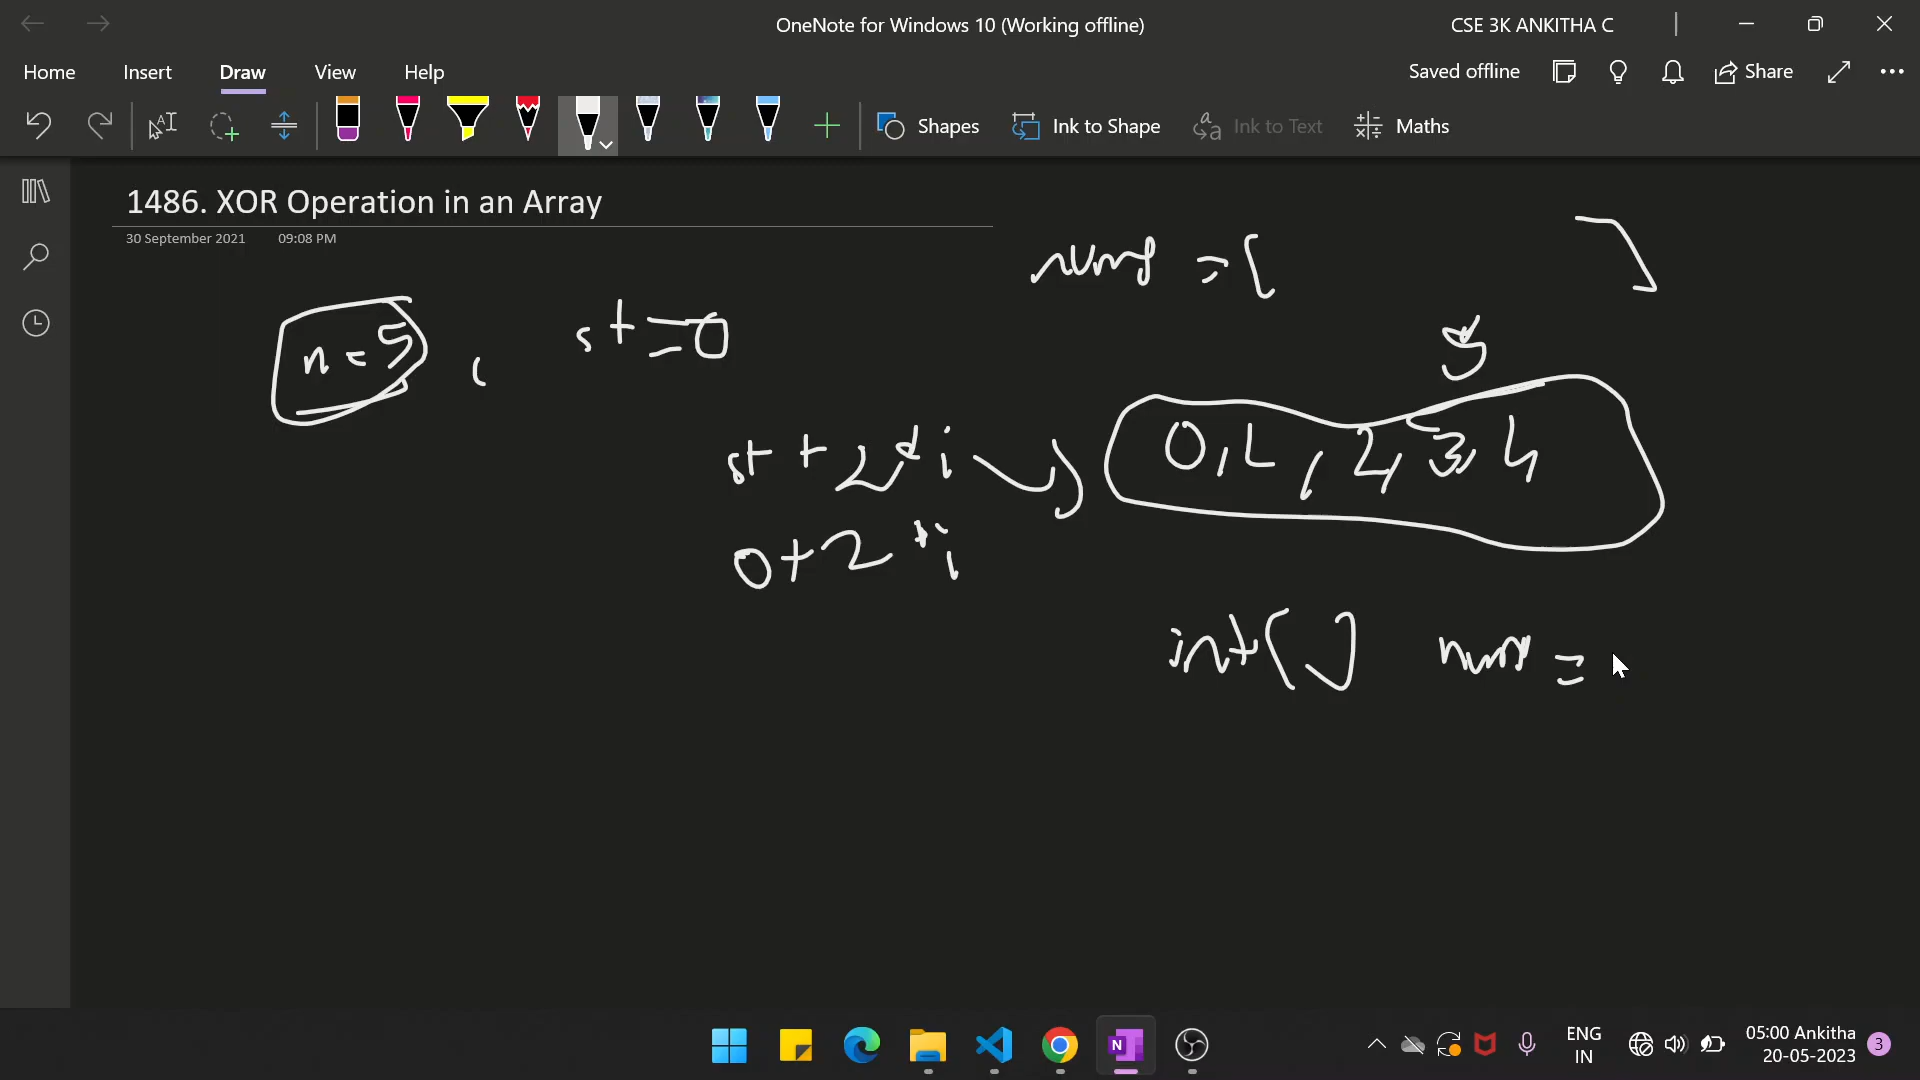 OneNote for Windows 10 (Working offline)
CSE 3K ANKITHA C
Home Insert Draw View Help
Saved offline
Share
Shapes
Ink to Shape
Ink to Text
Maths
1486. XOR Operation in an Array
30 September 2021 09:08 PM
nums = [ ]
n = 5, st = 0
st + 2 * i
0, 1, 2, 3, 4
0 + 2 * i
int [ ] nums =
ENG
IN
05:00 Ankitha
20-05-2023
3